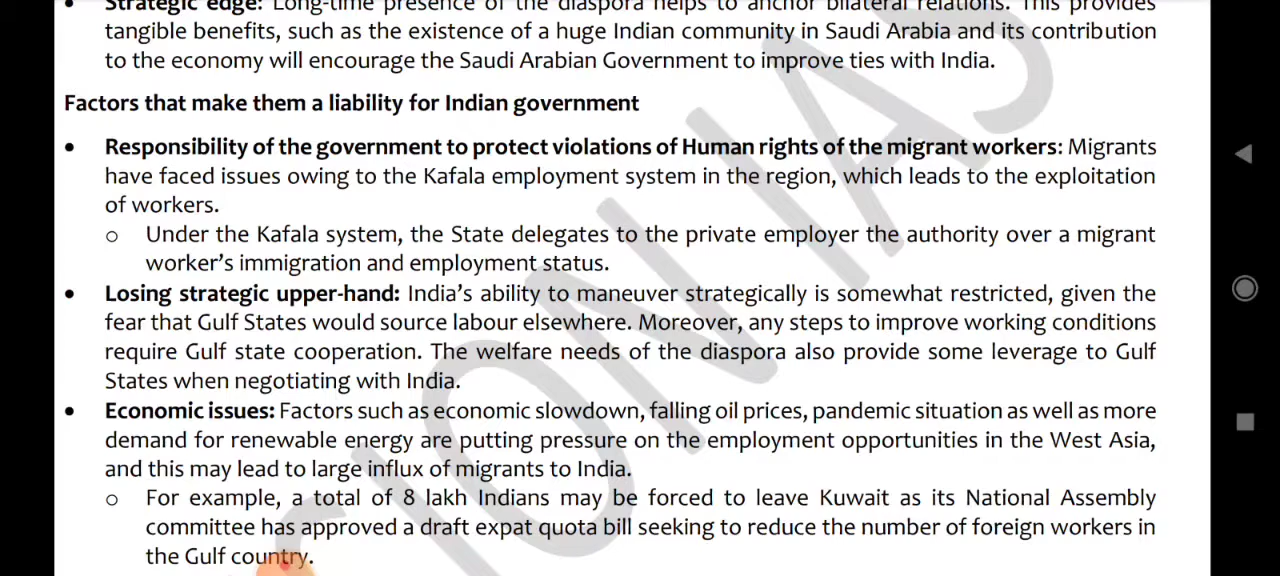 • Strategic edge: Long-time presence of the diaspora helps to anchor bilateral relations. This provides
tangible benefits, such as the existence of a huge Indian community in Saudi Arabia and its contribution
to the economy will encourage the Saudi Arabian Government to improve ties with India.
Factors that make them a liability for Indian government
• Responsibility of the government to protect violations of Human rights of the migrant workers: Migrants
have faced issues owing to the Kafala employment system in the region, which leads to the exploitation
of workers.
o Under the Kafala system, the State delegates to the private employer the authority over a migrant
worker's immigration and employment status.
• Losing strategic upper-hand: India's ability to maneuver strategically is somewhat restricted, given the
fear that Gulf States would source labour elsewhere. Moreover, any steps to improve working conditions
require Gulf state cooperation. The welfare needs of the diaspora also provide some leverage to Gulf
States when negotiating with India.
• Economic issues: Factors such as economic slowdown, falling oil prices, pandemic situation as well as more
demand for renewable energy are putting pressure on the employment opportunities in the West Asia,
and this may lead to large influx of migrants to India.
o For example, a total of 8 lakh Indians may be forced to leave Kuwait as its National Assembly
committee has approved a draft expat quota bill seeking to reduce the number of foreign workers in
the Gulf country.
SION IAS